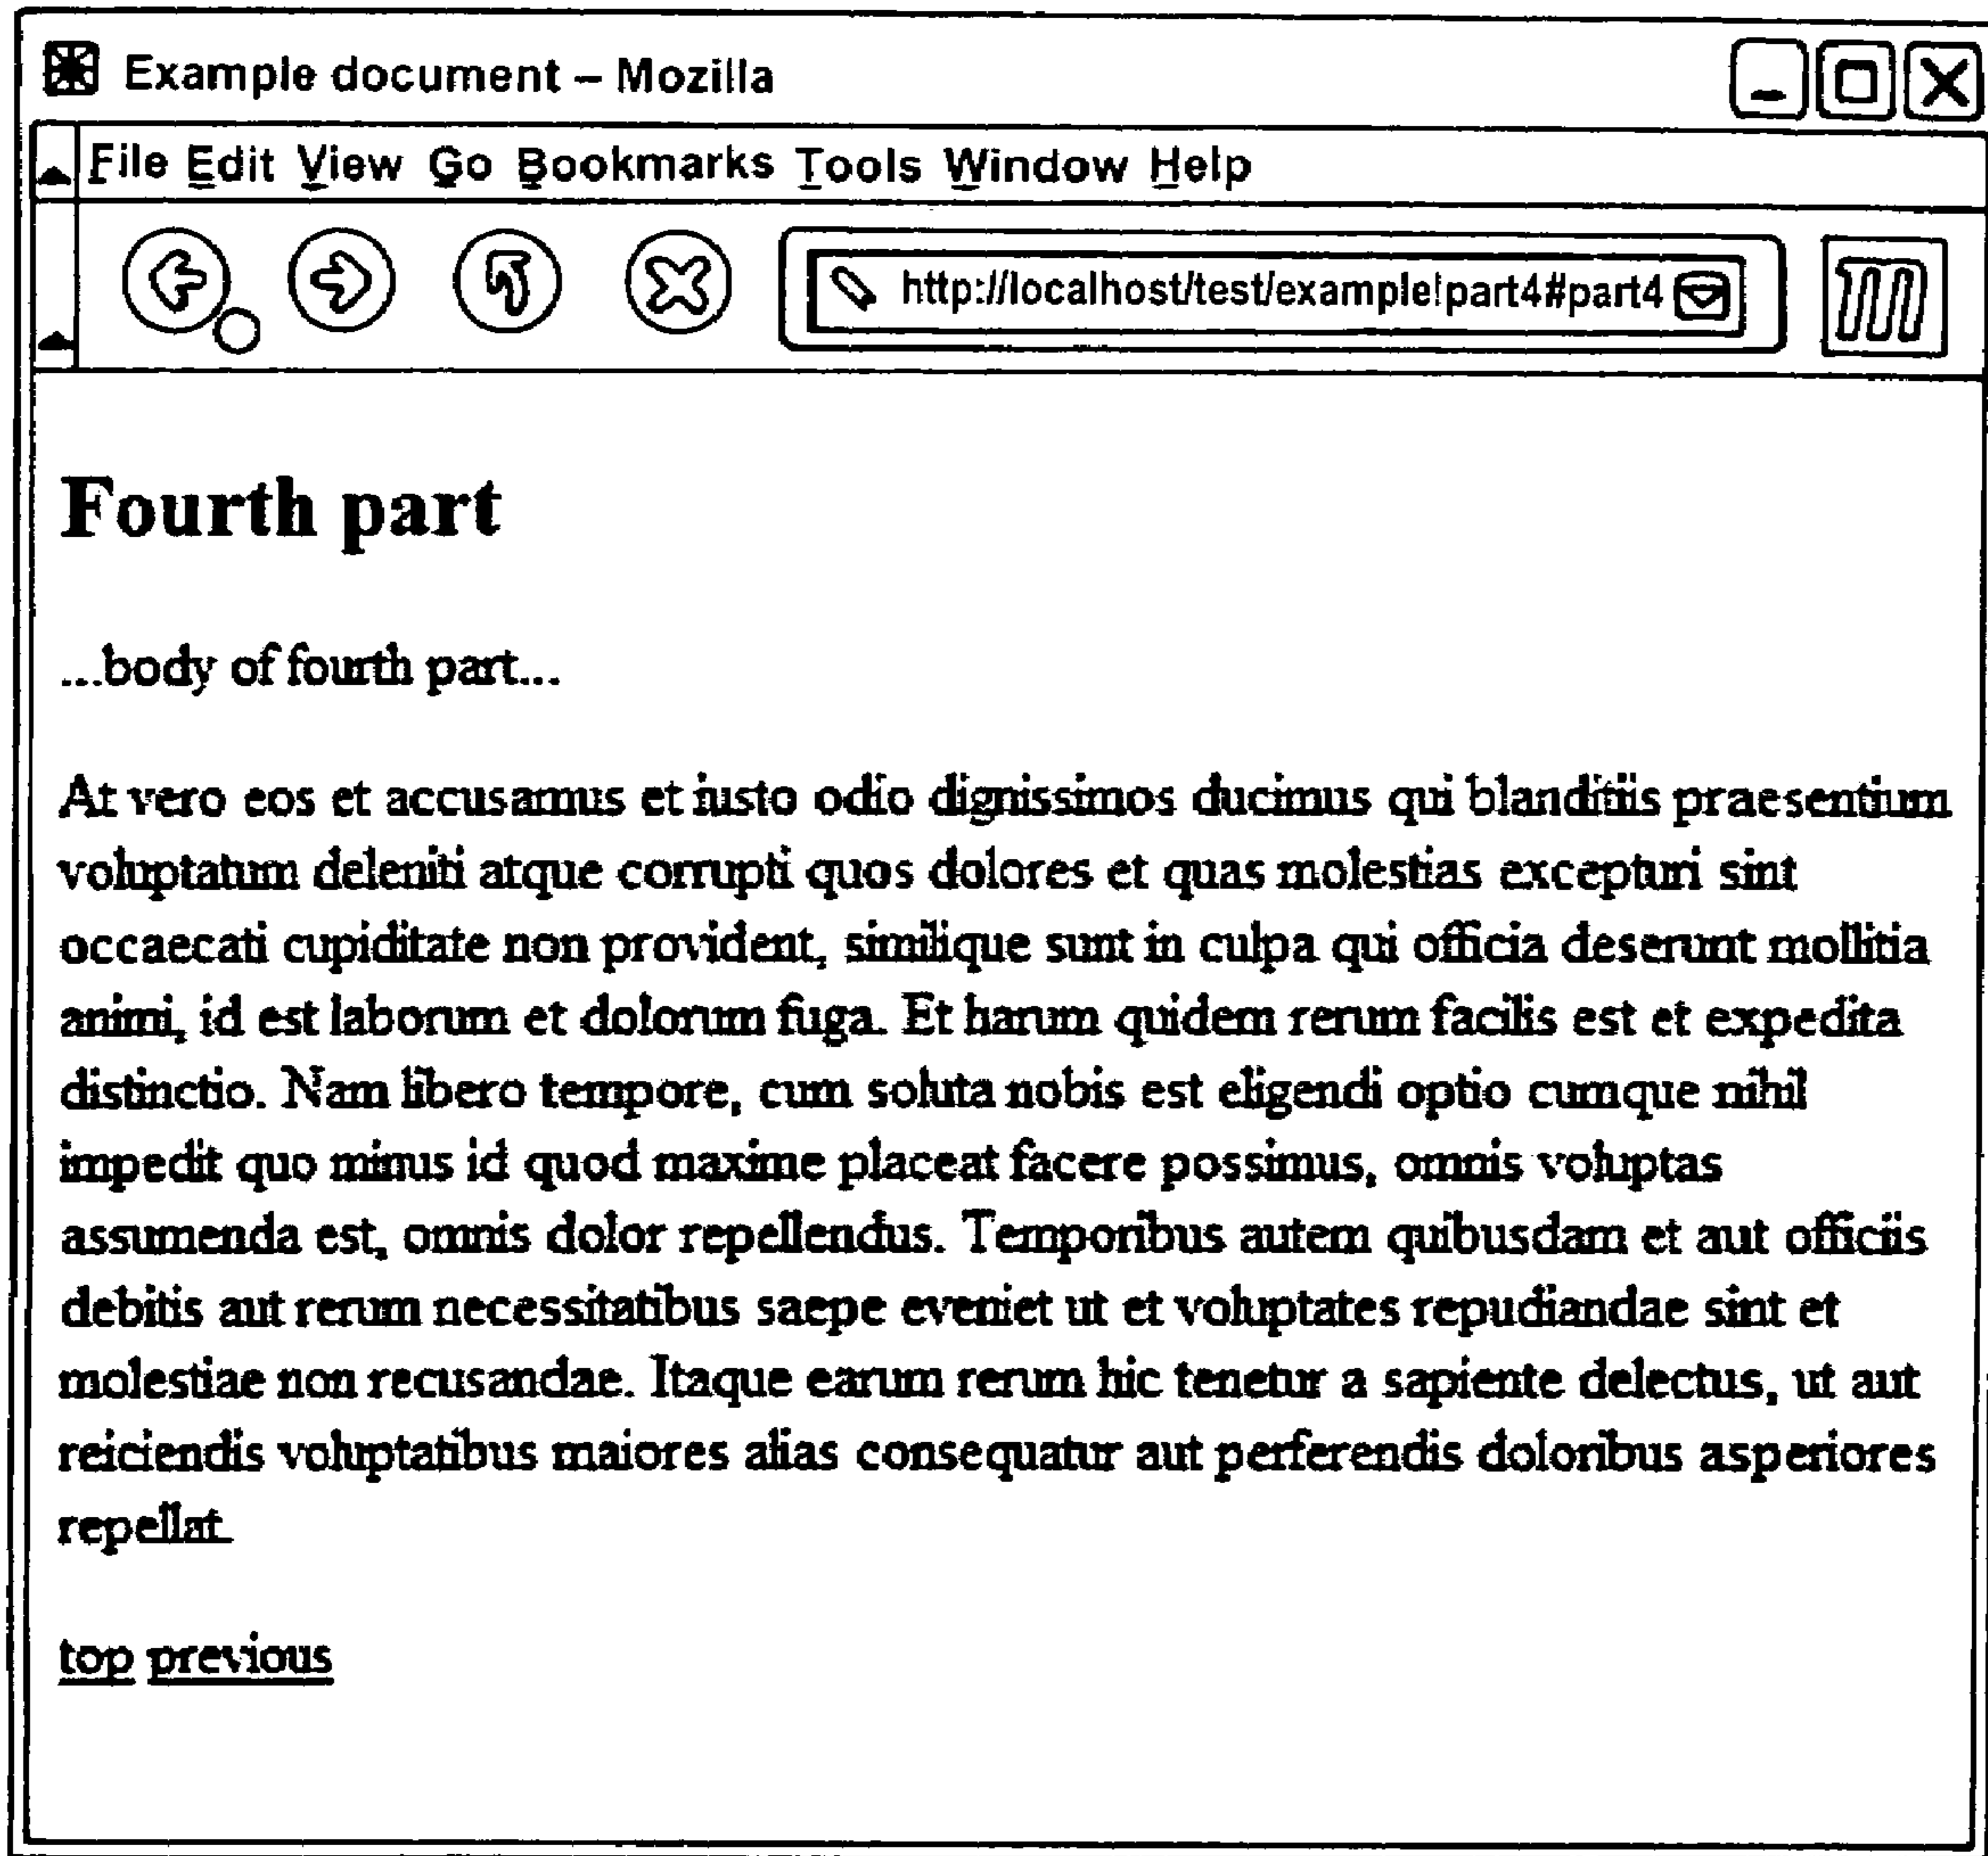 Example document – Mozilla
File Edit View Go Bookmarks Tools Window Help
http://localhost/test/example!part4#part4
m
Fourth part
...body of fourth part...
At vero eos et accusamus et iusto odio dignissimos ducimus qui blanditiis praesentium
voluptatum deleniti atque corrupti quos dolores et quas molestias excepturi sint
occaecati cupiditate non provident, similique sunt in culpa qui officia deserunt mollitia
animi, id est laborum et dolorum fuga. Et harum quidem rerum facilis est et expedita
distinctio. Nam libero tempore, cum soluta nobis est eligendi optio cumque nihil
impedit quo minus id quod maxime placeat facere possimus, omnis voluptas
assumenda est, omnis dolor repellendus. Temporibus autem quibusdam et aut officiis
debitis aut rerum necessitatibus saepe eveniet ut et voluptates repudiandae sint et
molestiae non recusandae. Itaque earum rerum hic tenetur a sapiente delectus, ut aut
reiciendis voluptatibus maiores alias consequatur aut perferendis doloribus asperiores
repellat.
top previous